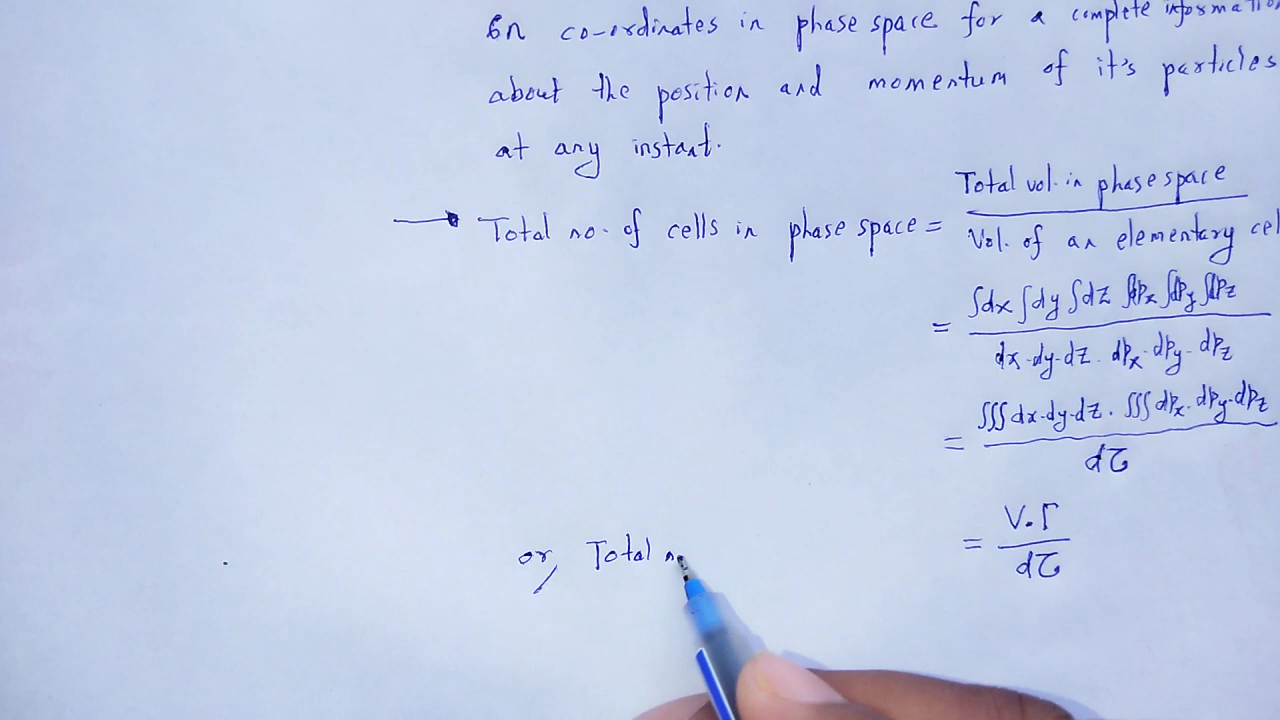 6n co-ordinates in phase space for a complete informatio
about the position and momentum of it's particles
at any instant.
→ Total no. of cells in phase space = Total vol. in phase space / Vol. of an elementary cel
= ∫dx ∫dy ∫dz ∫dpx ∫dpy ∫dpz / dx.dy.dz. dpx.dpy.dpz
= ∫∫∫dx.dy.dz. ∫∫∫dpx.dpy.dpz / dτ
= V.Γ / dτ
or, Total n